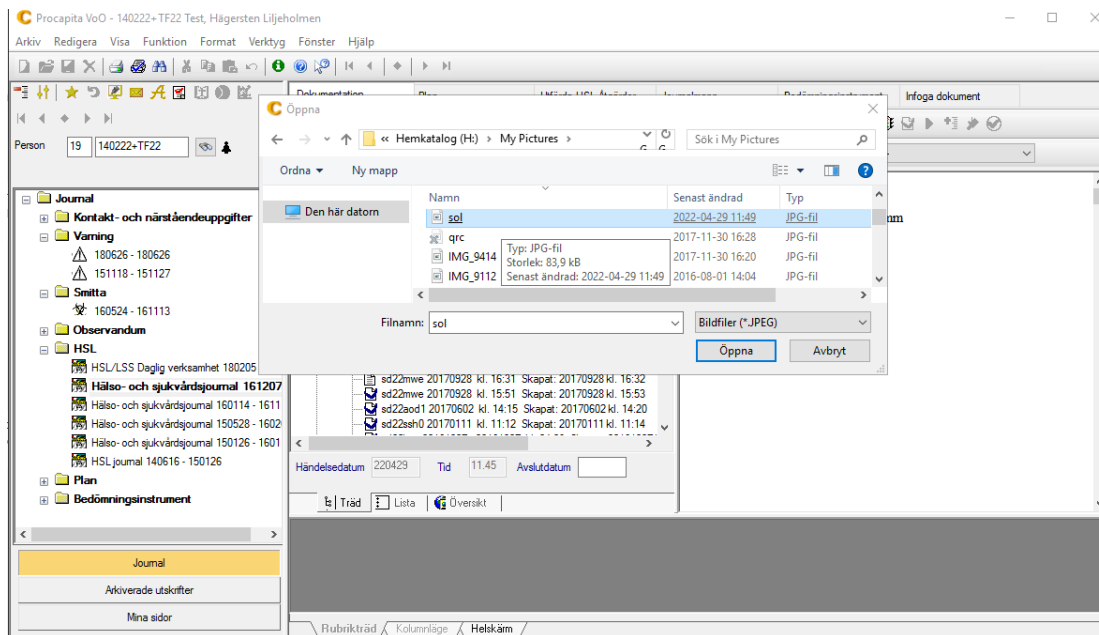 Procapita VoO - 140222+TF22 Test, Hägersten Liljeholmen
Arkiv Redigera Visa Funktion Format Verktyg Fönster Hjälp
Person 19 140222+TF22
Journal
Kontakt- och närståendeuppgifter
Varning
180626 - 180626
151118 - 151127
Smitta
160524 - 161113
Observandum
HSL
HSL/LSS Daglig verksamhet 180205
Hälso- och sjukvårdsjournal 161207
Hälso- och sjukvårdsjournal 160114 - 1611
Hälso- och sjukvårdsjournal 150528 - 1602
Hälso- och sjukvårdsjournal 150126 - 1601
HSL journal 140616 - 150126
Plan
Bedömningsinstrument
Journal
Arkiverade utskrifter
Mina sidor
Infoga dokument
Öppna
« Hemkatalog (H:) › My Pictures ›
Sök i My Pictures
Ordna Ny mapp
Den här datorn
Namn Senast ändrad Typ
sol 2022-04-29 11:49 JPG-fil
qrc 2017-11-30 16:28 JPG-fil
IMG_9414 2017-11-30 16:20 JPG-fil
IMG_9112 2016-08-01 14:04 JPG-fil
Typ: JPG-fil
Storlek: 83,9 kB
Senast ändrad: 2022-04-29 11:49
Filnamn: sol Bildfiler (*.JPEG)
Öppna Avbryt
sd22mwe 20170928 kl. 16:31 Skapat: 20170928 kl. 16:32
sd22mwe 20170928 kl. 15:51 Skapat: 20170928 kl. 15:53
sd22aod1 20170602 kl. 14:15 Skapat: 20170602 kl. 14:20
sd22ssh0 20170111 kl. 11:12 Skapat: 20170111 kl. 11:14
Händelsedatum 220429 Tid 11.45 Avslutdatum
Träd Lista Översikt
Rubrikträd Kolumnläge Helskärm